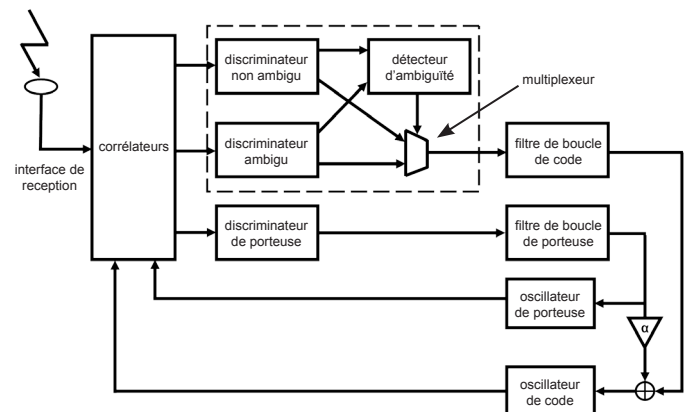 discriminateur
non ambigu
détecteur
d'ambiguïté
multiplexeur
corrélateurs
discriminateur
ambigu
filtre de boucle
de code
interface de
reception
discriminateur
de porteuse
filtre de boucle
de porteuse
oscillateur
de porteuse
α
oscillateur
de code